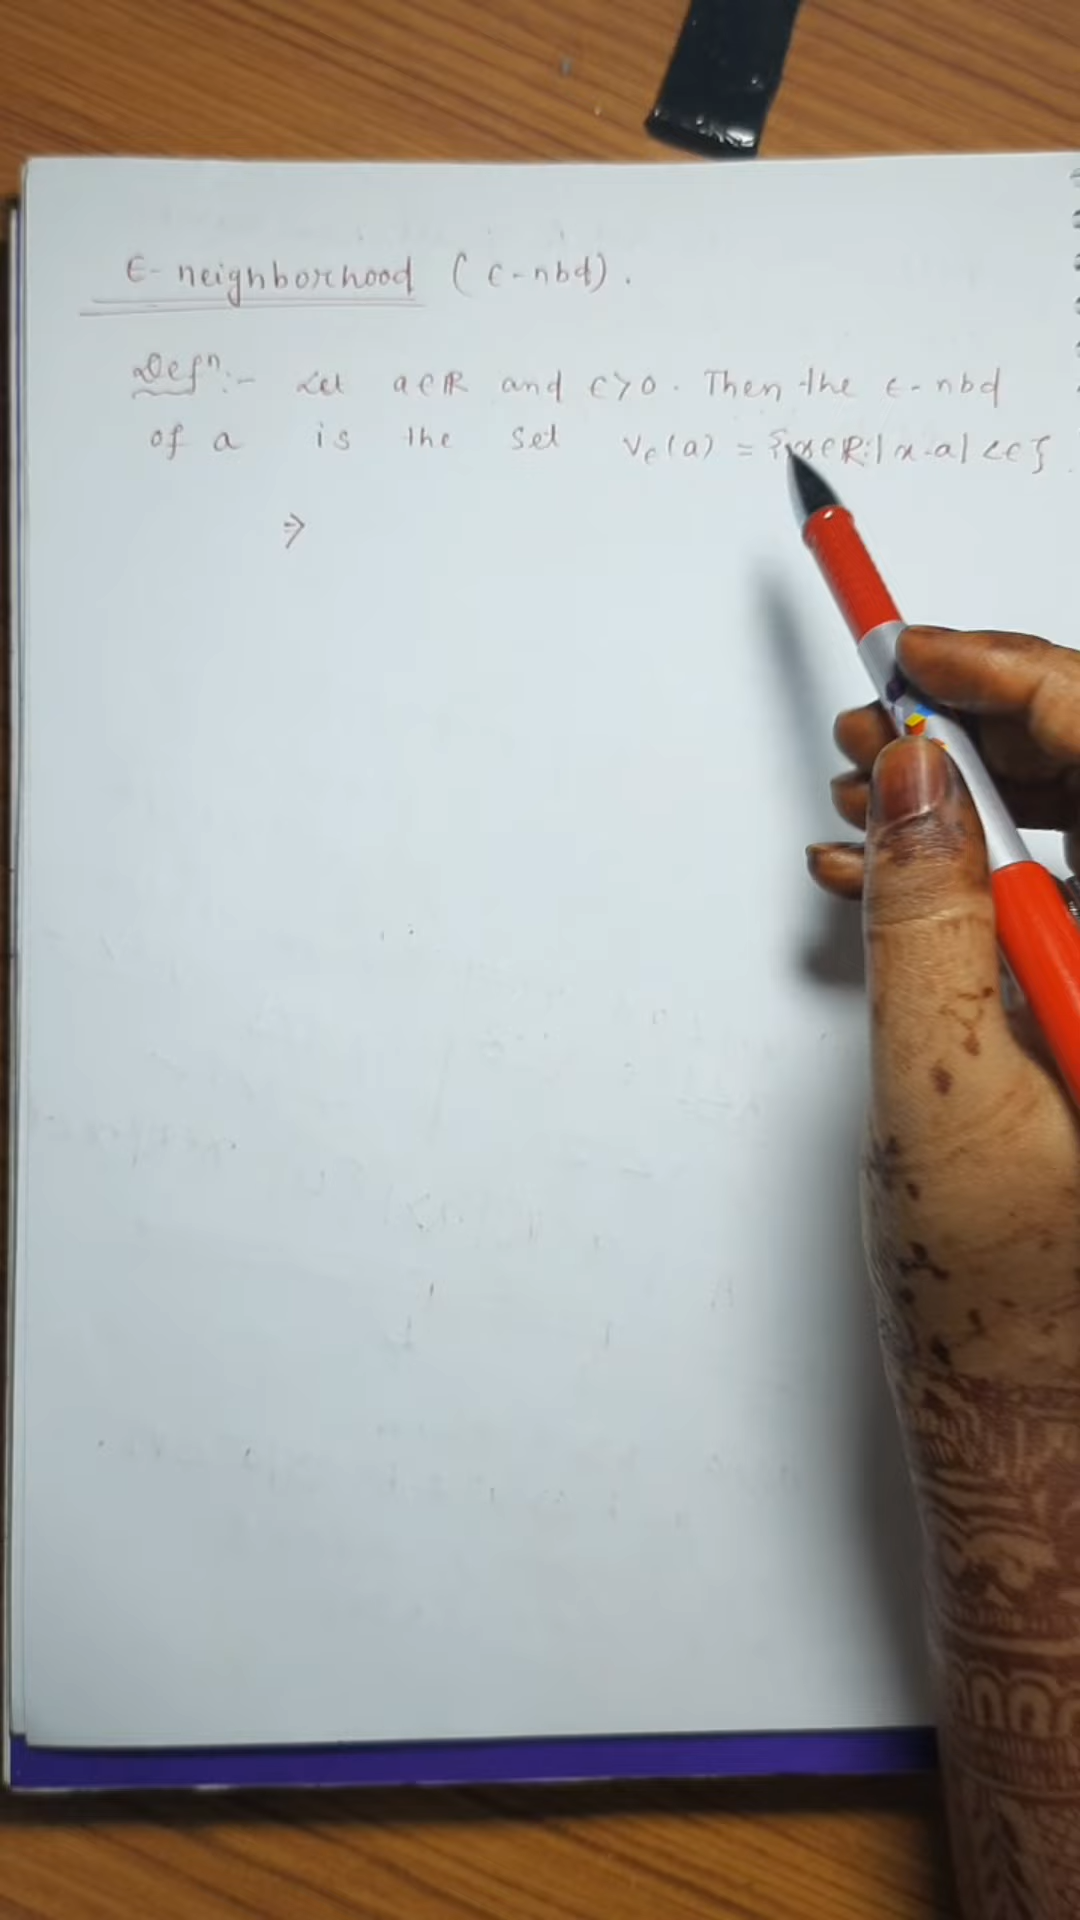 ϵ- neighborhood (ϵ-nbd).
Defⁿ:- Let a∈ℝ and ϵ>0. Then the ϵ-nbd
of a is the set Vϵ(a) = {x∈ℝ:|x-a|<ϵ}.
⇒